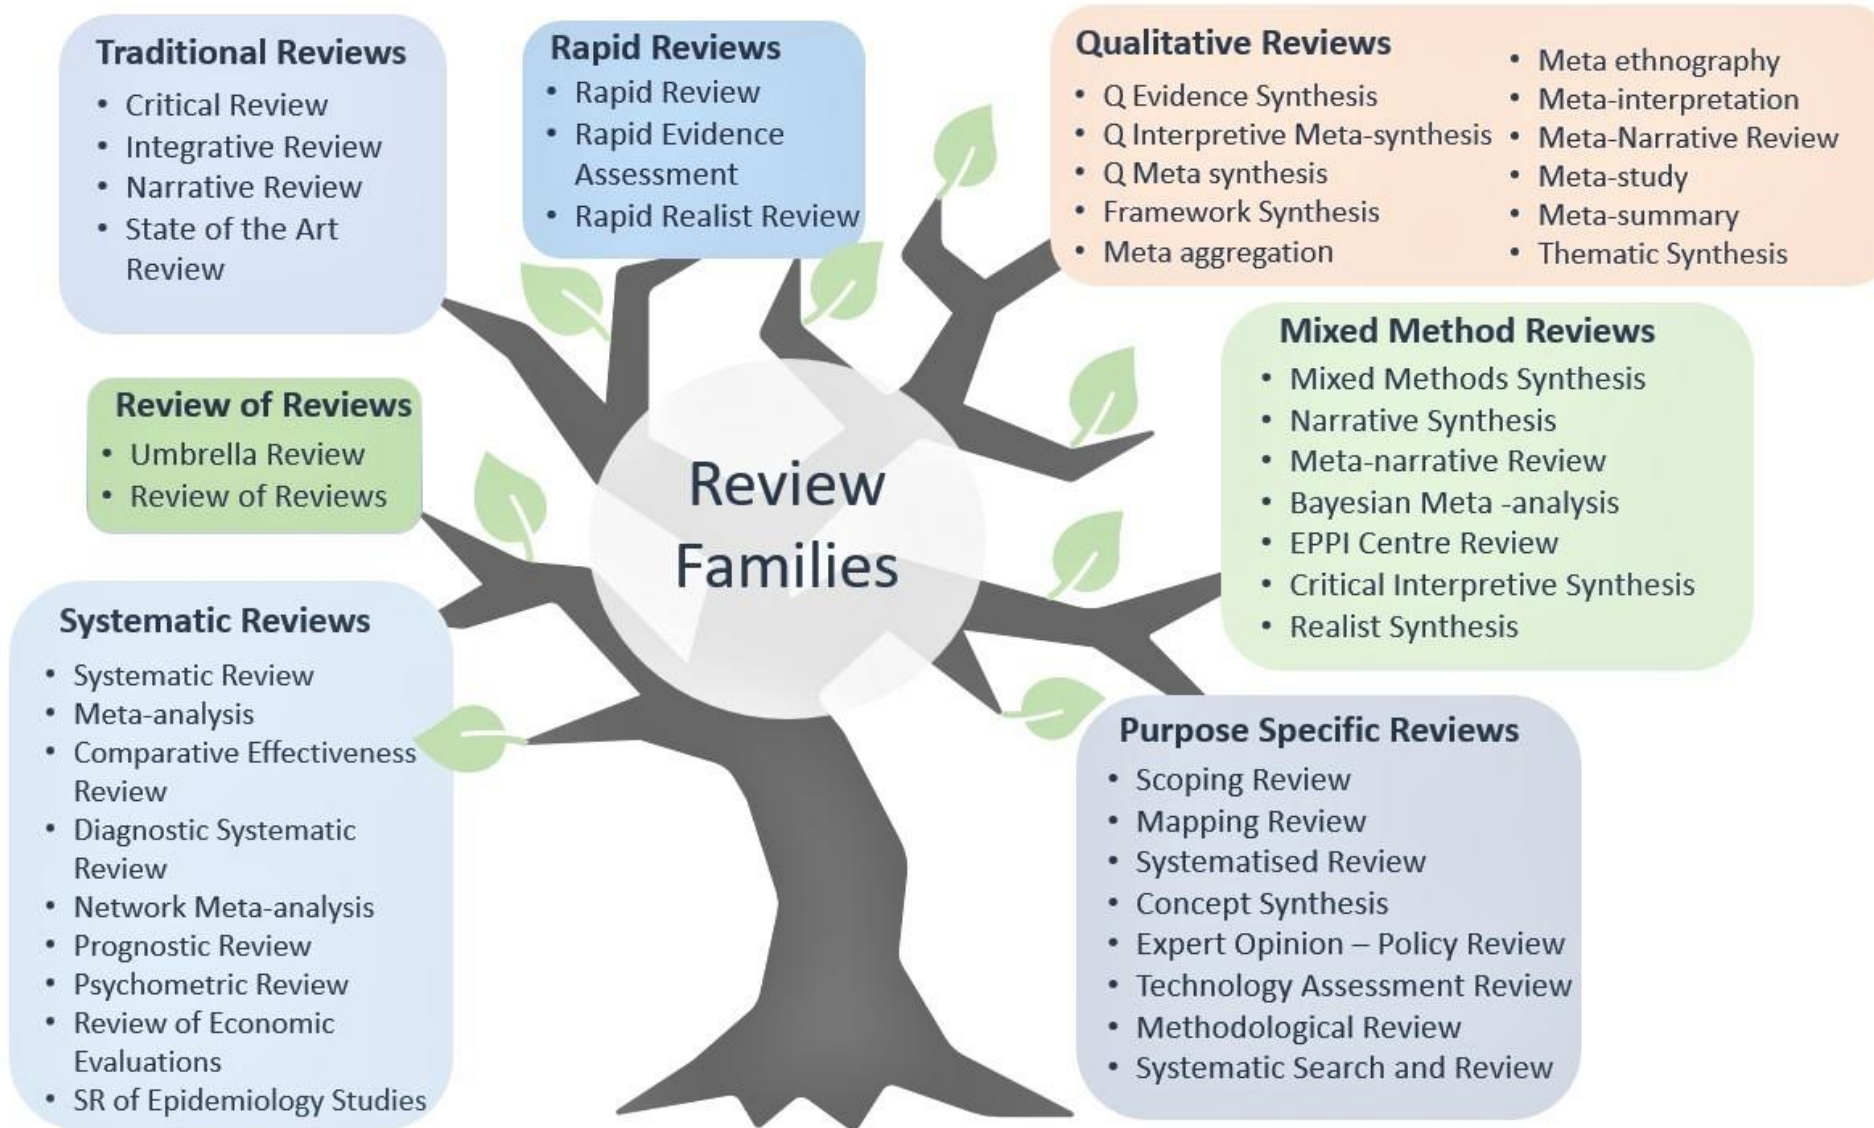 Traditional Reviews
• Critical Review
• Integrative Review
• Narrative Review
• State of the Art
Review
Rapid Reviews
• Rapid Review
• Rapid Evidence
Assessment
• Rapid Realist Review
Qualitative Reviews
• Q Evidence Synthesis
• Q Interpretive Meta-synthesis
• Q Meta synthesis
• Framework Synthesis
• Meta aggregation
• Meta ethnography
• Meta-interpretation
• Meta-Narrative Review
• Meta-study
• Meta-summary
• Thematic Synthesis
Review of Reviews
• Umbrella Review
• Review of Reviews
Review
Families
Mixed Method Reviews
• Mixed Methods Synthesis
• Narrative Synthesis
• Meta-narrative Review
• Bayesian Meta -analysis
• EPPI Centre Review
• Critical Interpretive Synthesis
• Realist Synthesis
Systematic Reviews
• Systematic Review
• Meta-analysis
• Comparative Effectiveness
Review
• Diagnostic Systematic
Review
• Network Meta-analysis
• Prognostic Review
• Psychometric Review
• Review of Economic
Evaluations
• SR of Epidemiology Studies
Purpose Specific Reviews
• Scoping Review
• Mapping Review
• Systematised Review
• Concept Synthesis
• Expert Opinion – Policy Review
• Technology Assessment Review
• Methodological Review
• Systematic Search and Review